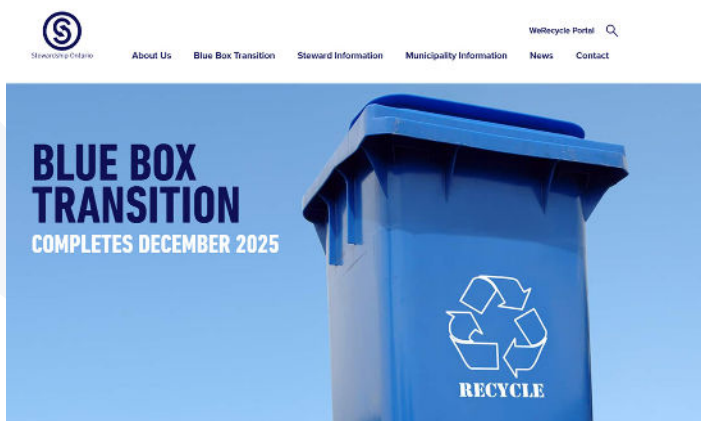 WeRecycle Portal
Stewardship Ontario
About Us Blue Box Transition Steward Information Municipality Information News Contact
BLUE BOX
TRANSITION
COMPLETES DECEMBER 2025
RECYCLE